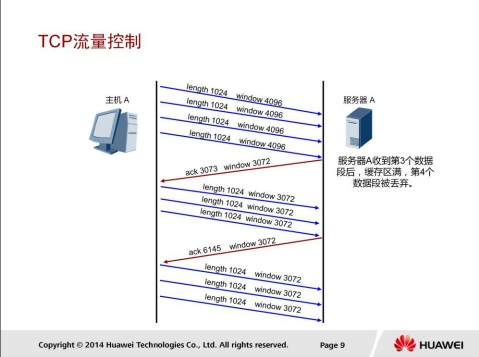 TCP流量控制
主机 A
服务器 A
length 1024 window 4096
length 1024 window 4096
length 1024 window 4096
length 1024 window 4096
服务器A收到第3个数据
段后，缓存区满，第4个
数据段被丢弃。
ack 3073 window 3072
length 1024 window 3072
length 1024 window 3072
length 1024 window 3072
ack 6145 window 3072
length 1024 window 3072
length 1024 window 3072
length 1024 window 3072
Copyright © 2014 Huawei Technologies Co., Ltd. All rights reserved.
Page 9
HUAWEI